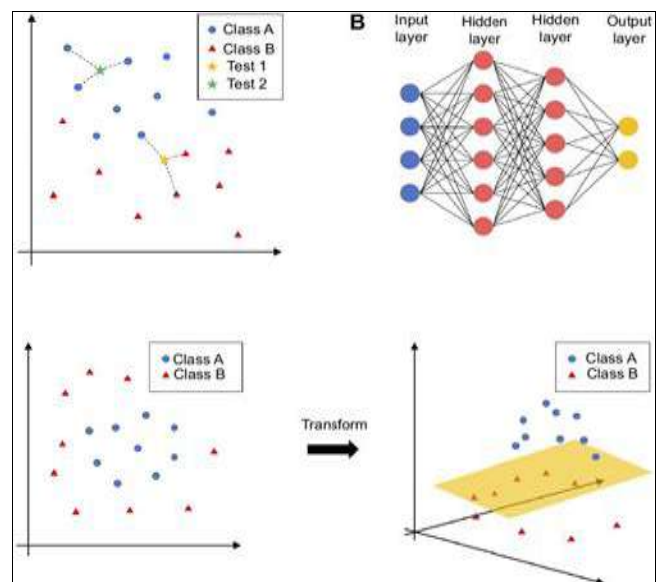 Class A
Class B
Test 1
Test 2
B
Input layer
Hidden layer
Hidden layer
Output layer
Class A
Class B
Transform
Class A
Class B